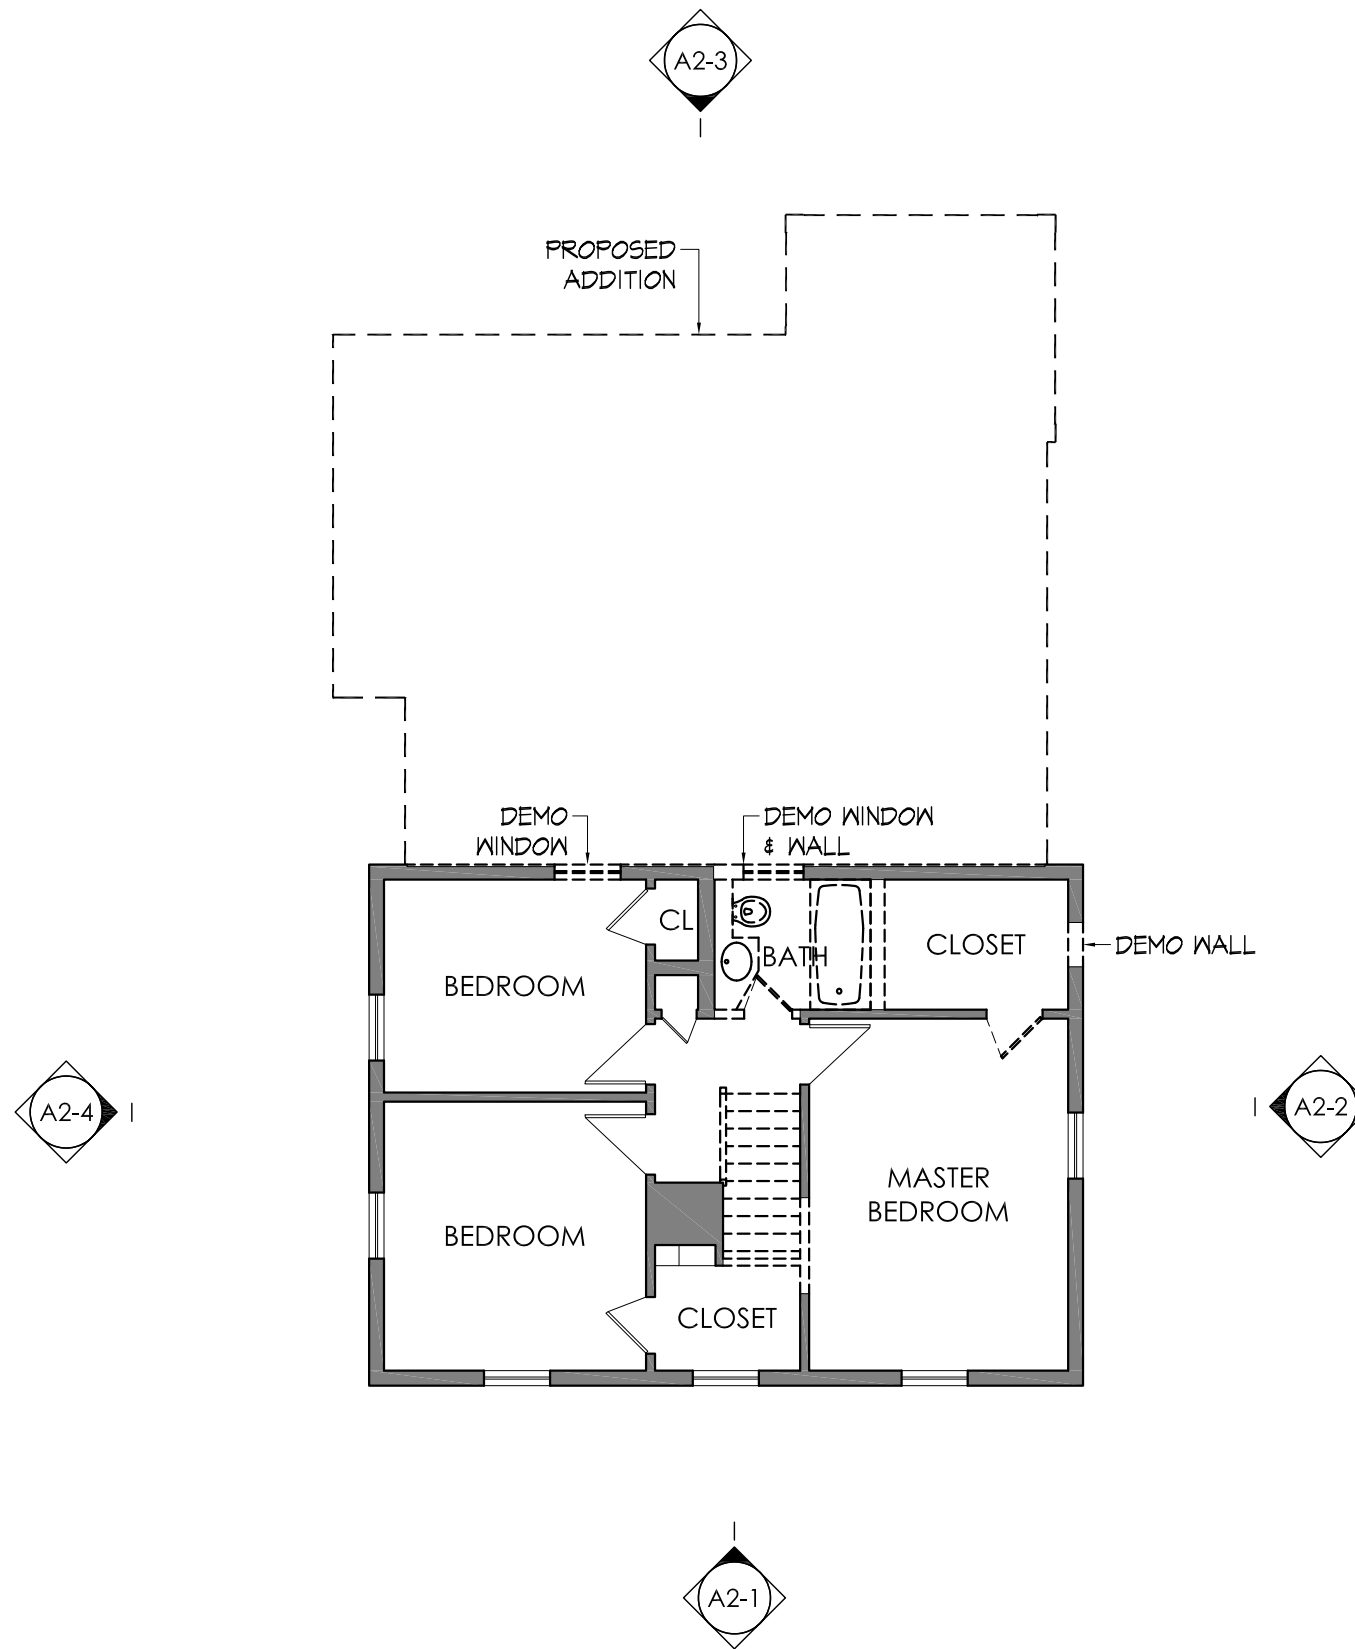 A2-3
PROPOSED
ADDITION
DEMO
WINDOW
DEMO WINDOW
& WALL
CL
BATH
CLOSET
DEMO WALL
BEDROOM
A2-4
A2-2
MASTER
BEDROOM
BEDROOM
CLOSET
A2-1